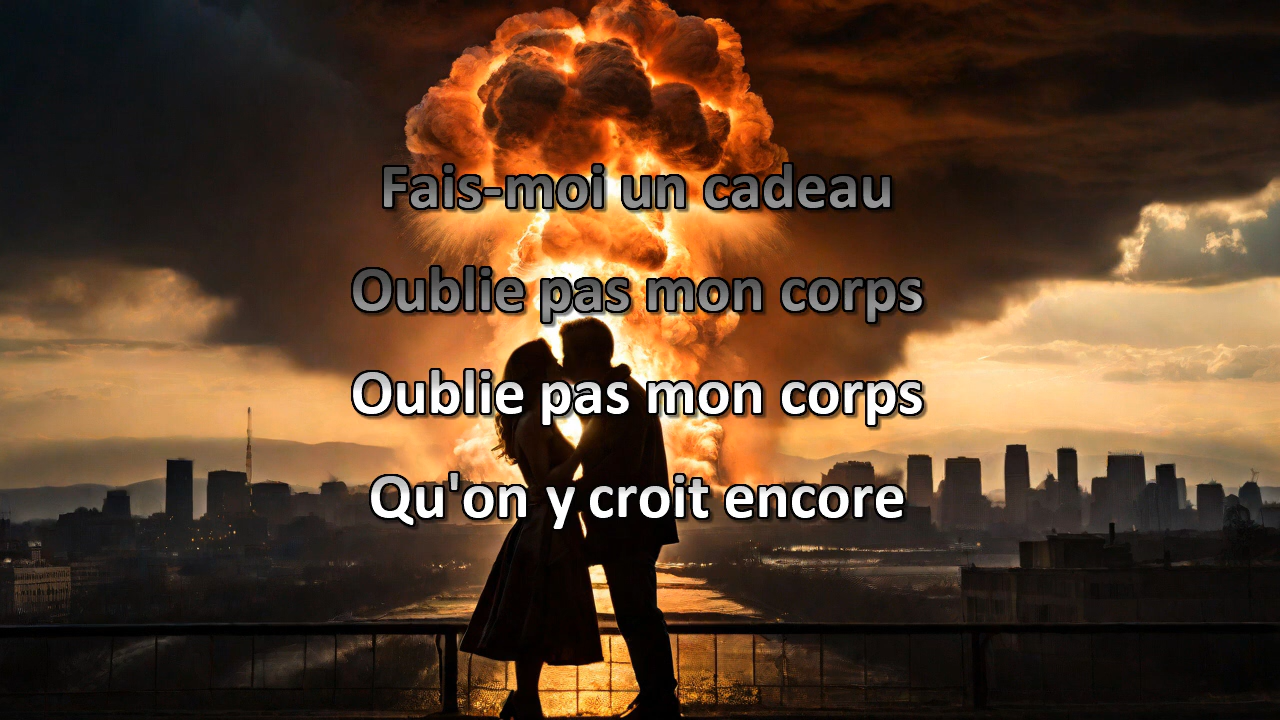 Fais-moi un cadeau
Oublie pas mon corps
Oublie pas mon corps
Qu'on y croit encore